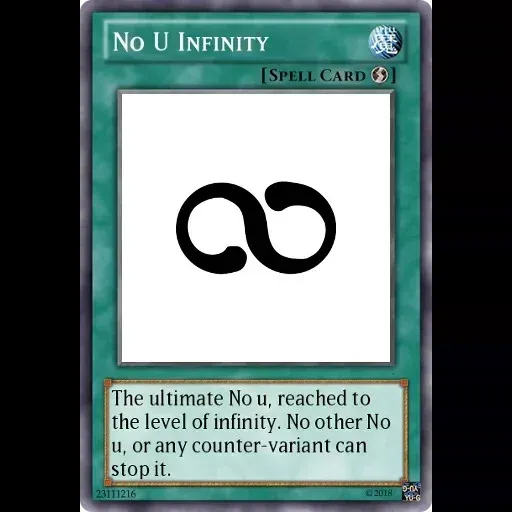 No U Infinity
魔
[Spell Card]
The ultimate No u, reached to
the level of infinity. No other No
u, or any counter-variant can
stop it.
23111216
©2018